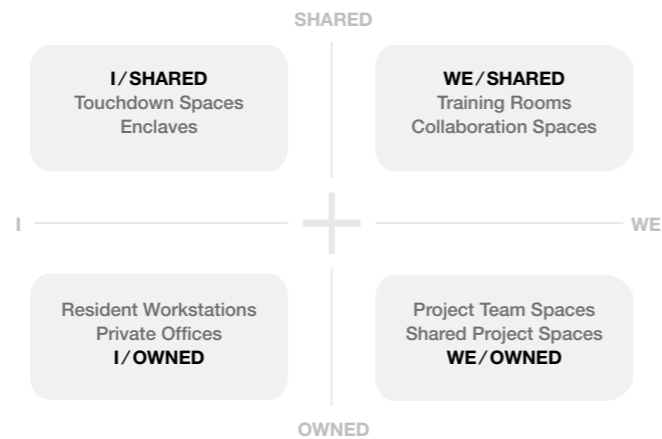 SHARED
I/SHARED
Touchdown Spaces
Enclaves
WE/SHARED
Training Rooms
Collaboration Spaces
I
WE
Resident Workstations
Private Offices
I/OWNED
Project Team Spaces
Shared Project Spaces
WE/OWNED
OWNED